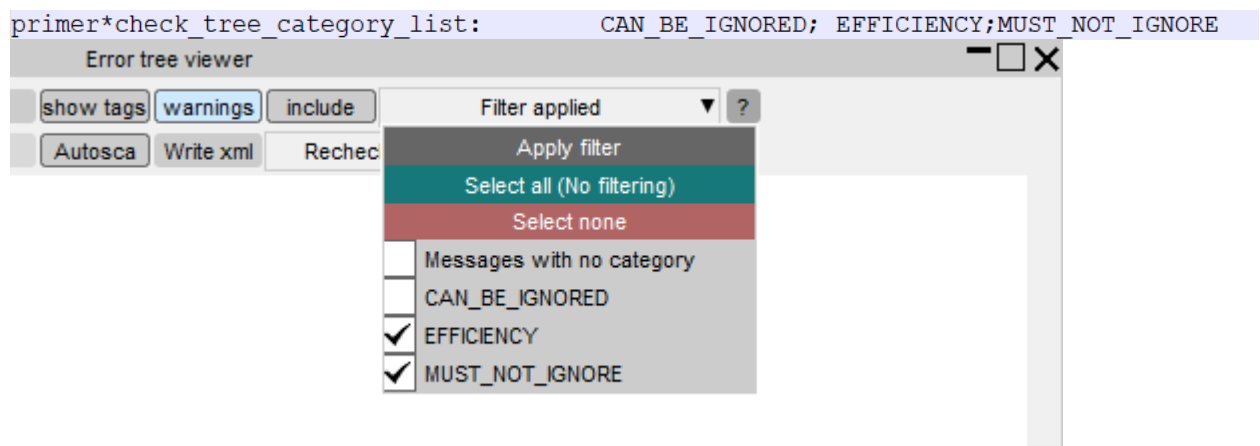 primer*check_tree_category_list: CAN_BE_IGNORED; EFFICIENCY;MUST_NOT_IGNORE
Error tree viewer
show tags warnings include Filter applied ?
Autosca Write xml Rechec
Apply filter
Select all (No filtering)
Select none
Messages with no category
CAN_BE_IGNORED
EFFICIENCY
MUST_NOT_IGNORE